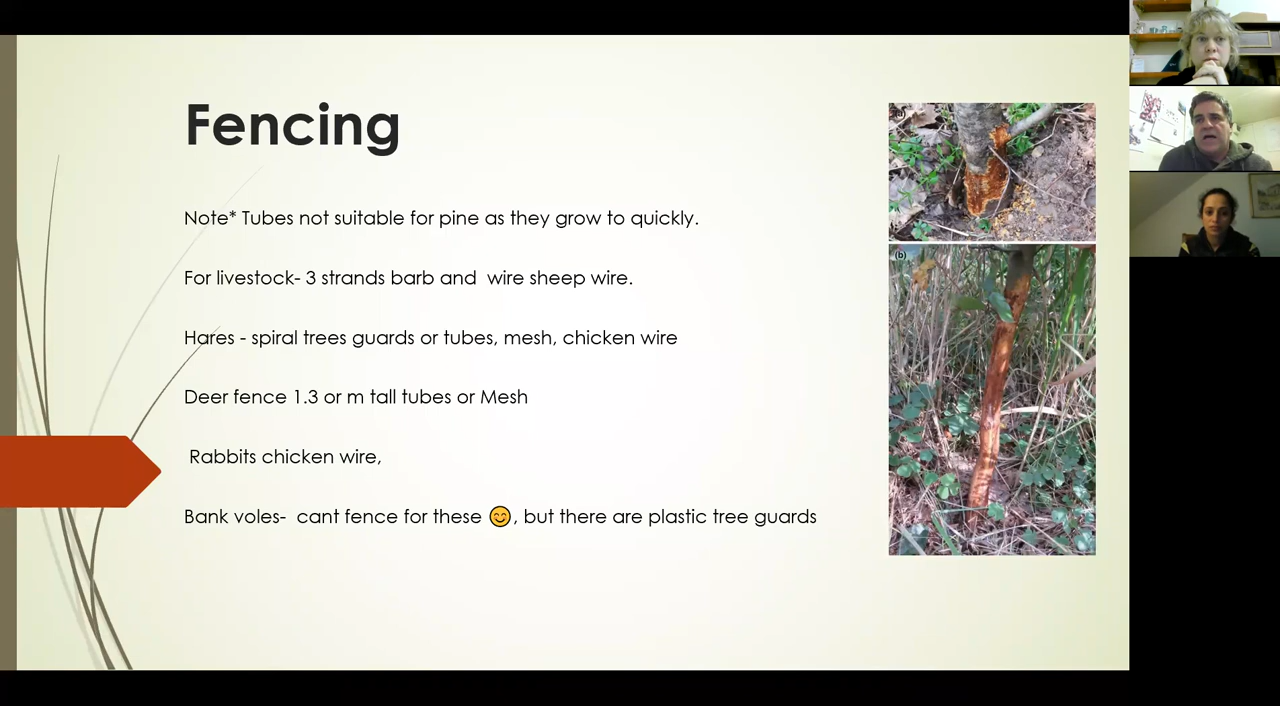 Fencing
Note* Tubes not suitable for pine as they grow to quickly.
For livestock- 3 strands barb and  wire sheep wire.
Hares - spiral trees guards or tubes, mesh, chicken wire
Deer fence 1.3 or m tall tubes or Mesh
Rabbits chicken wire,
Bank voles-  cant fence for these 😊, but there are plastic tree guards
(a)
(b)